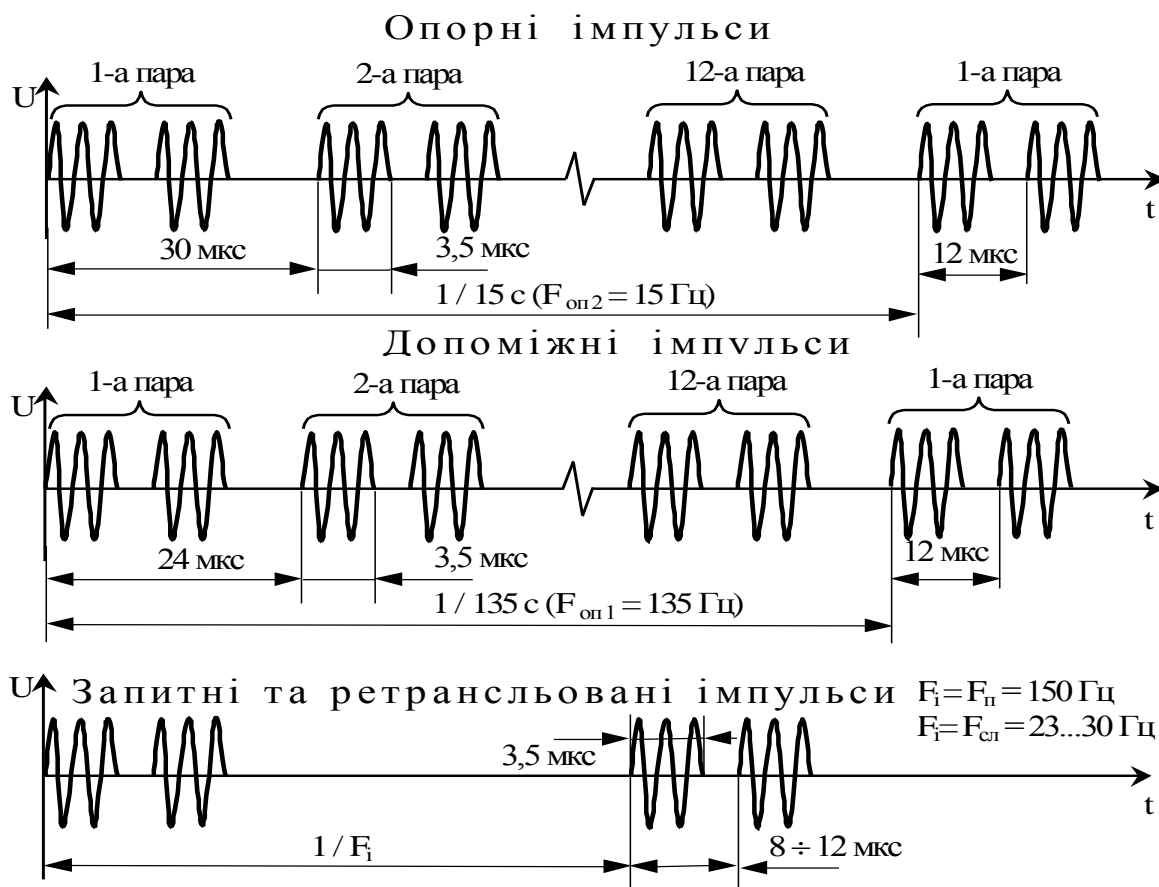 Опорні імпульси
1-а пара 2-а пара 12-а пара 1-а пара
U
t
30 мкс 3,5 мкс 12 мкс
1 / 15 с (Fоп2 = 15 Гц)
Допоміжні імпульси
1-а пара 2-а пара 12-а пара 1-а пара
U
t
24 мкс 3,5 мкс 12 мкс
1 / 135 с (Fоп1 = 135 Гц)
U Запитні та ретрансльовані імпульси Fі = Fп = 150 Гц
Fі = Fсл = 23...30 Гц
3,5 мкс
t
1 / Fі 8 ÷ 12 мкс